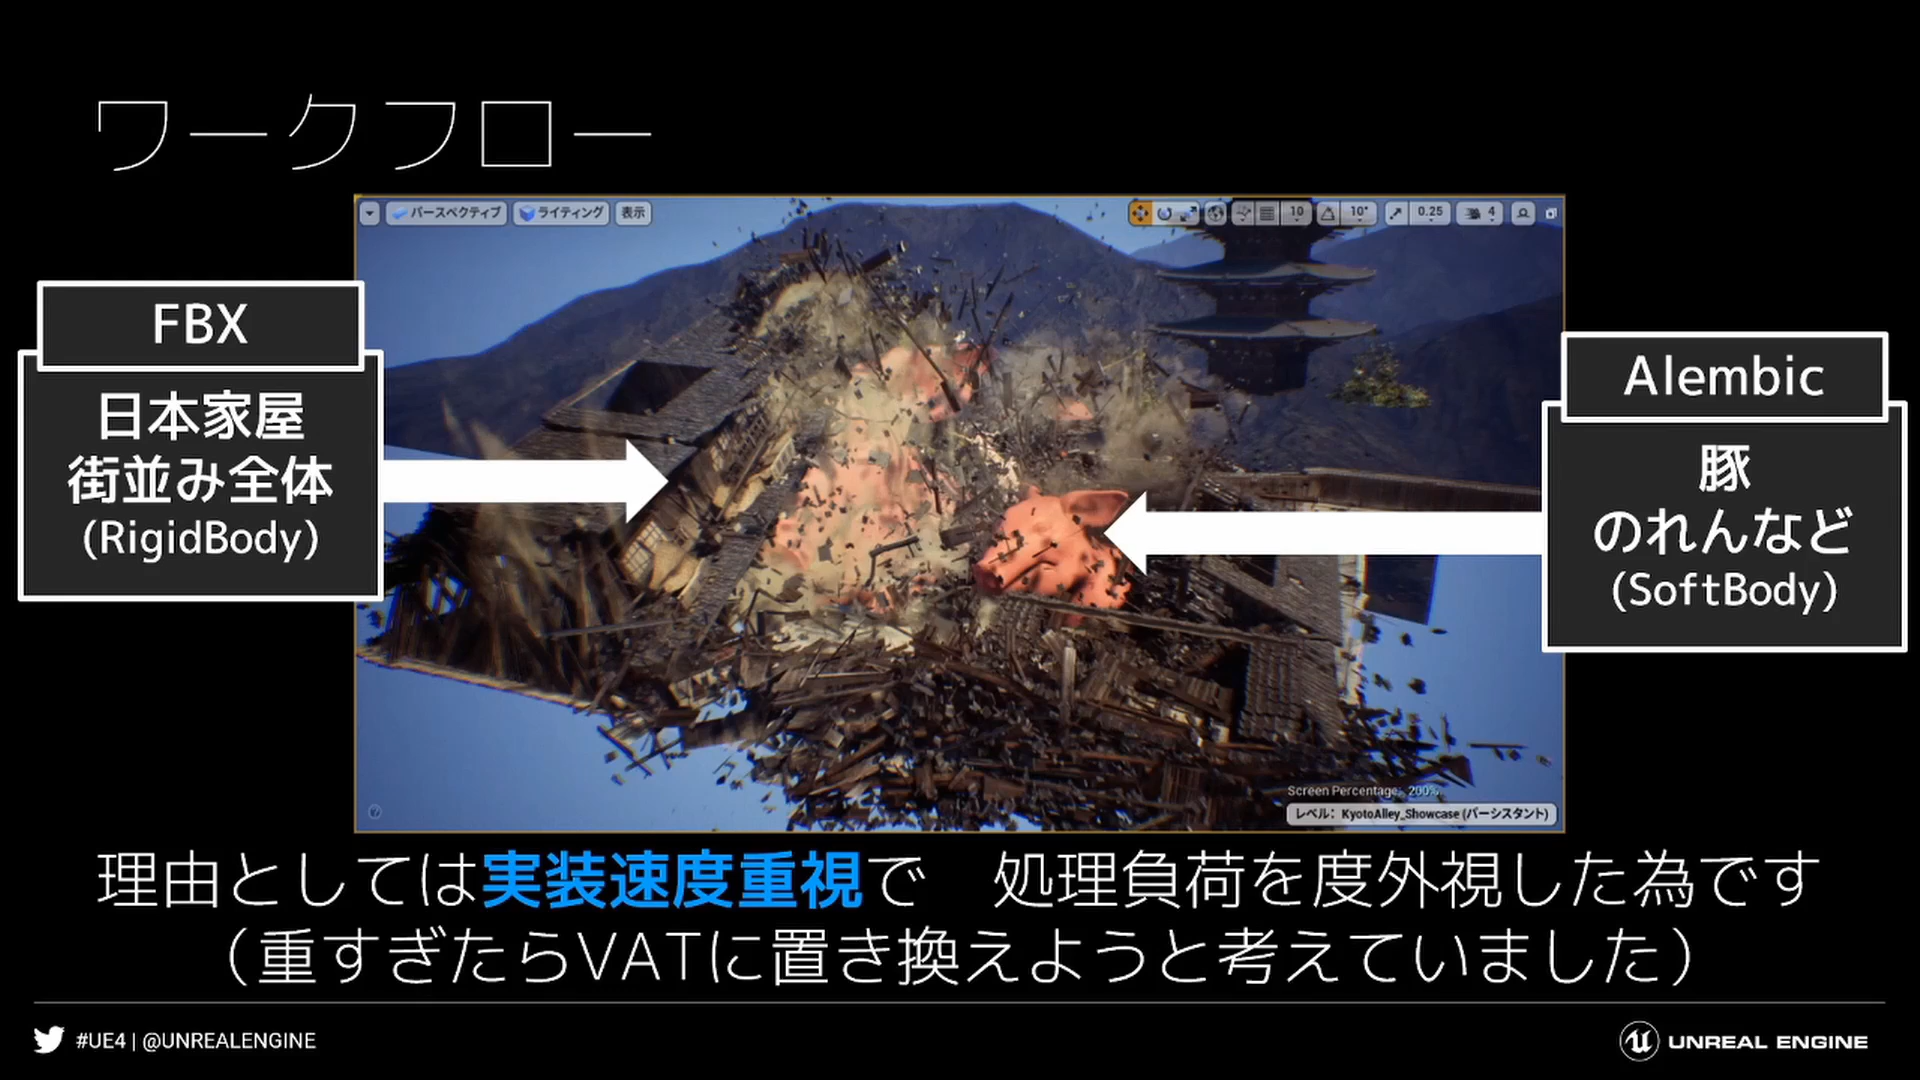 ワークフロー
パースペクティブ ライティング 表示
10 10° 0.25 4
FBX
日本家屋
街並み全体
(RigidBody)
Alembic
豚
のれんなど
(SoftBody)
Screen Percentage: 200%
レベル: KyotoAlley_Showcase (パーシスタント)
理由としては実装速度重視で　処理負荷を度外視した為です
（重すぎたらVATに置き換えようと考えていました）
#UE4 | @UNREALENGINE
UNREAL ENGINE